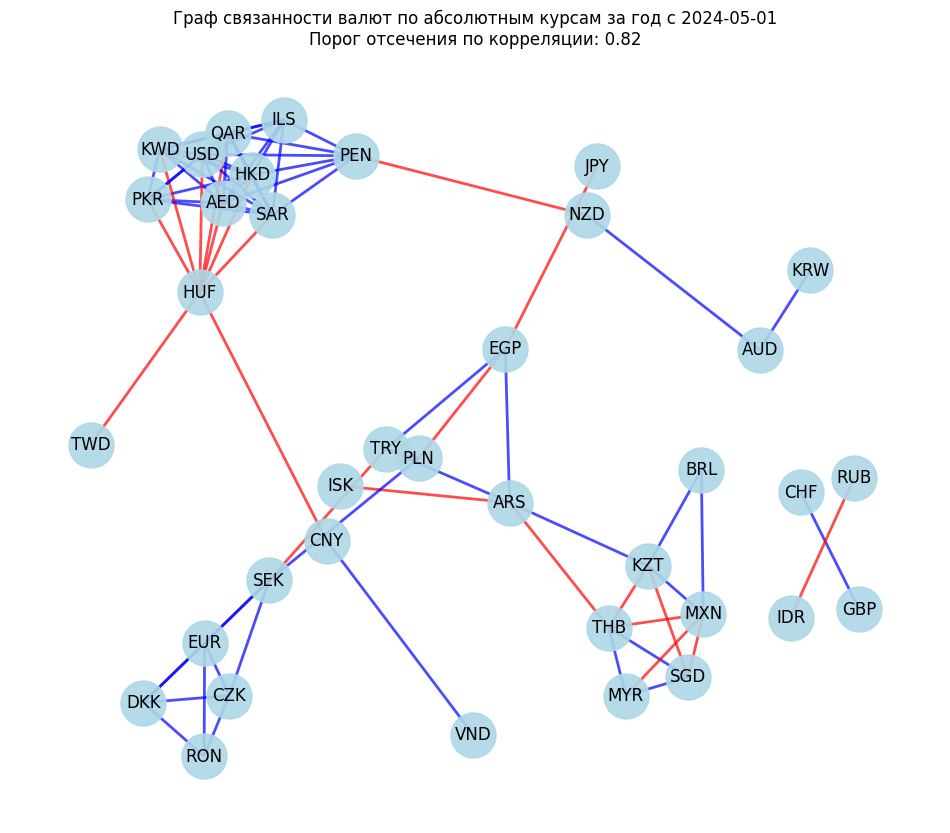 Граф связанности валют по абсолютным курсам за год с 2024-05-01
Порог отсечения по корреляции: 0.82
ILS
QAR
KWD
USD
PEN
JPY
HKD
PKR
AED
SAR
NZD
KRW
HUF
EGP
AUD
TWD
TRY
PLN
BRL
RUB
ISK
CHF
ARS
CNY
KZT
SEK
GBP
MXN
IDR
THB
EUR
SGD
CZK
MYR
DKK
VND
RON